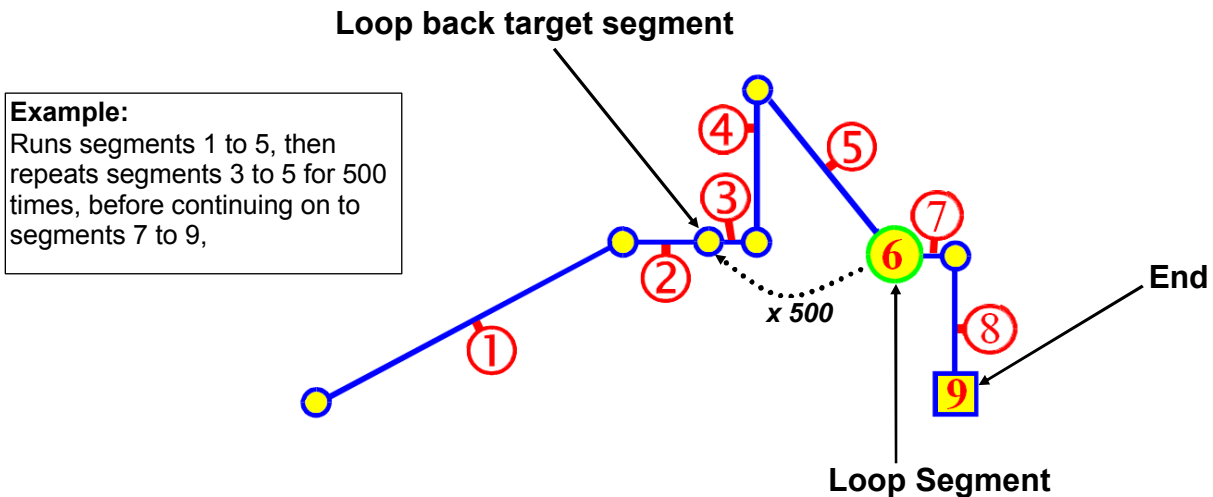 Loop back target segment
Example:
Runs segments 1 to 5, then
repeats segments 3 to 5 for 500
times, before continuing on to
segments 7 to 9,
4
5
3
7
6
2
x 500
End
1
8
9
Loop Segment